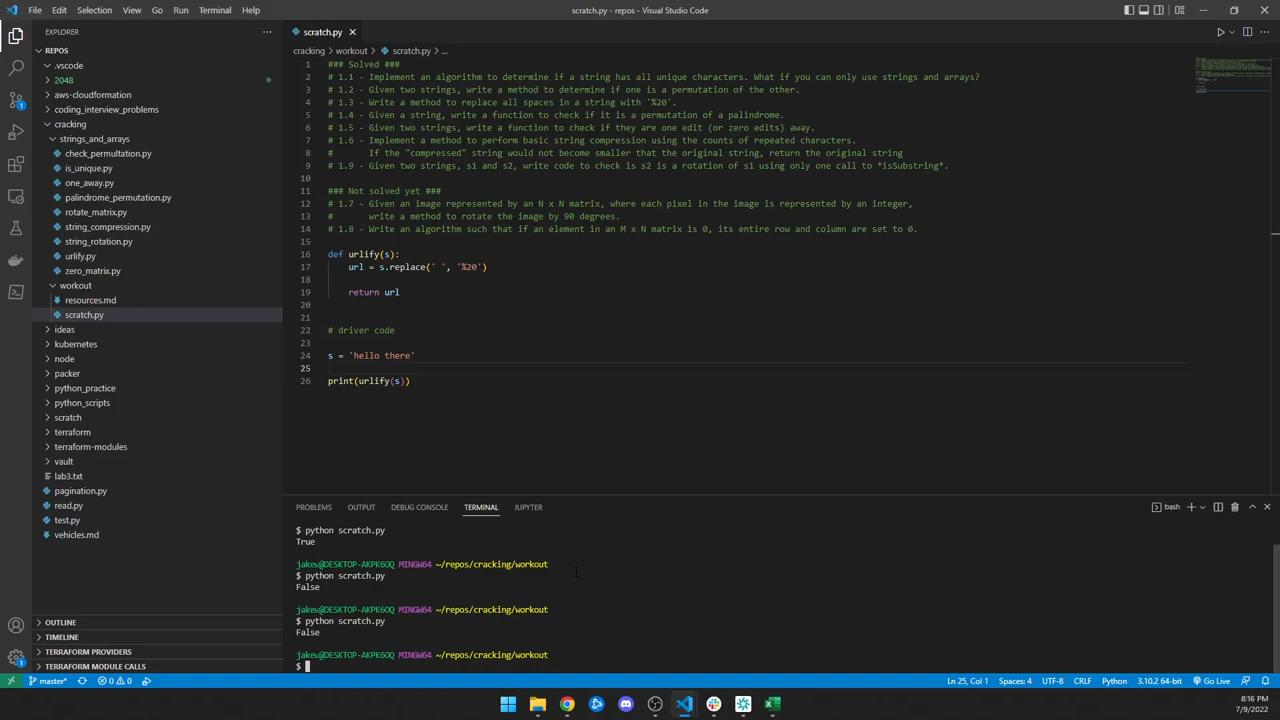 File Edit Selection View Go Run Terminal Help
scratch.py - repos - Visual Studio Code
EXPLORER
REPOS
.vscode
2048
aws-cloudformation
coding_interview_problems
cracking
strings_and_arrays
check_permultation.py
is_unique.py
one_away.py
palindrome_permutation.py
rotate_matrix.py
string_compression.py
string_rotation.py
urlify.py
zero_matrix.py
workout
resources.md
scratch.py
ideas
kubernetes
node
packer
python_practice
python_scripts
scratch
terraform
terraform-modules
vault
lab3.txt
pagination.py
read.py
test.py
vehicles.md
OUTLINE
TIMELINE
TERRAFORM PROVIDERS
TERRAFORM MODULE CALLS
scratch.py
cracking > workout > scratch.py > ...
1 ### Solved ###
2 # 1.1 - Implement an algorithm to determine if a string has all unique characters. What if you can only use strings and arrays?
3 # 1.2 - Given two strings, write a method to determine if one is a permutation of the other.
4 # 1.3 - Write a method to replace all spaces in a string with '%20'.
5 # 1.4 - Given a string, write a function to check if it is a permutation of a palindrome.
6 # 1.5 - Given two strings, write a function to check if they are one edit (or zero edits) away.
7 # 1.6 - Implement a method to perform basic string compression using the counts of repeated characters.
8 # If the "compressed" string would not become smaller that the original string, return the original string
9 # 1.9 - Given two strings, s1 and s2, write code to check is s2 is a rotation of s1 using only one call to *isSubstring*.
10
11 ### Not solved yet ###
12 # 1.7 - Given an image represented by an N x N matrix, where each pixel in the image is represented by an integer,
13 # write a method to rotate the image by 90 degrees.
14 # 1.8 - Write an algorithm such that if an element in an M x N matrix is 0, its entire row and column are set to 0.
15
16 def urlify(s):
17 url = s.replace(' ', '%20')
18
19 return url
20
21
22 # driver code
23
24 s = 'hello there'
25
26 print(urlify(s))
PROBLEMS OUTPUT DEBUG CONSOLE TERMINAL JUPYTER
bash
$ python scratch.py
True
jakew@DESKTOP-AKPK6OQ MINGW64 ~/repos/cracking/workout
$ python scratch.py
False
jakew@DESKTOP-AKPK6OQ MINGW64 ~/repos/cracking/workout
$ python scratch.py
False
jakew@DESKTOP-AKPK6OQ MINGW64 ~/repos/cracking/workout
$
master* 0 0 Ln 25, Col 1 Spaces: 4 UTF-8 CRLF Python 3.10.2 64-bit Go Live
8:16 PM
7/9/2022